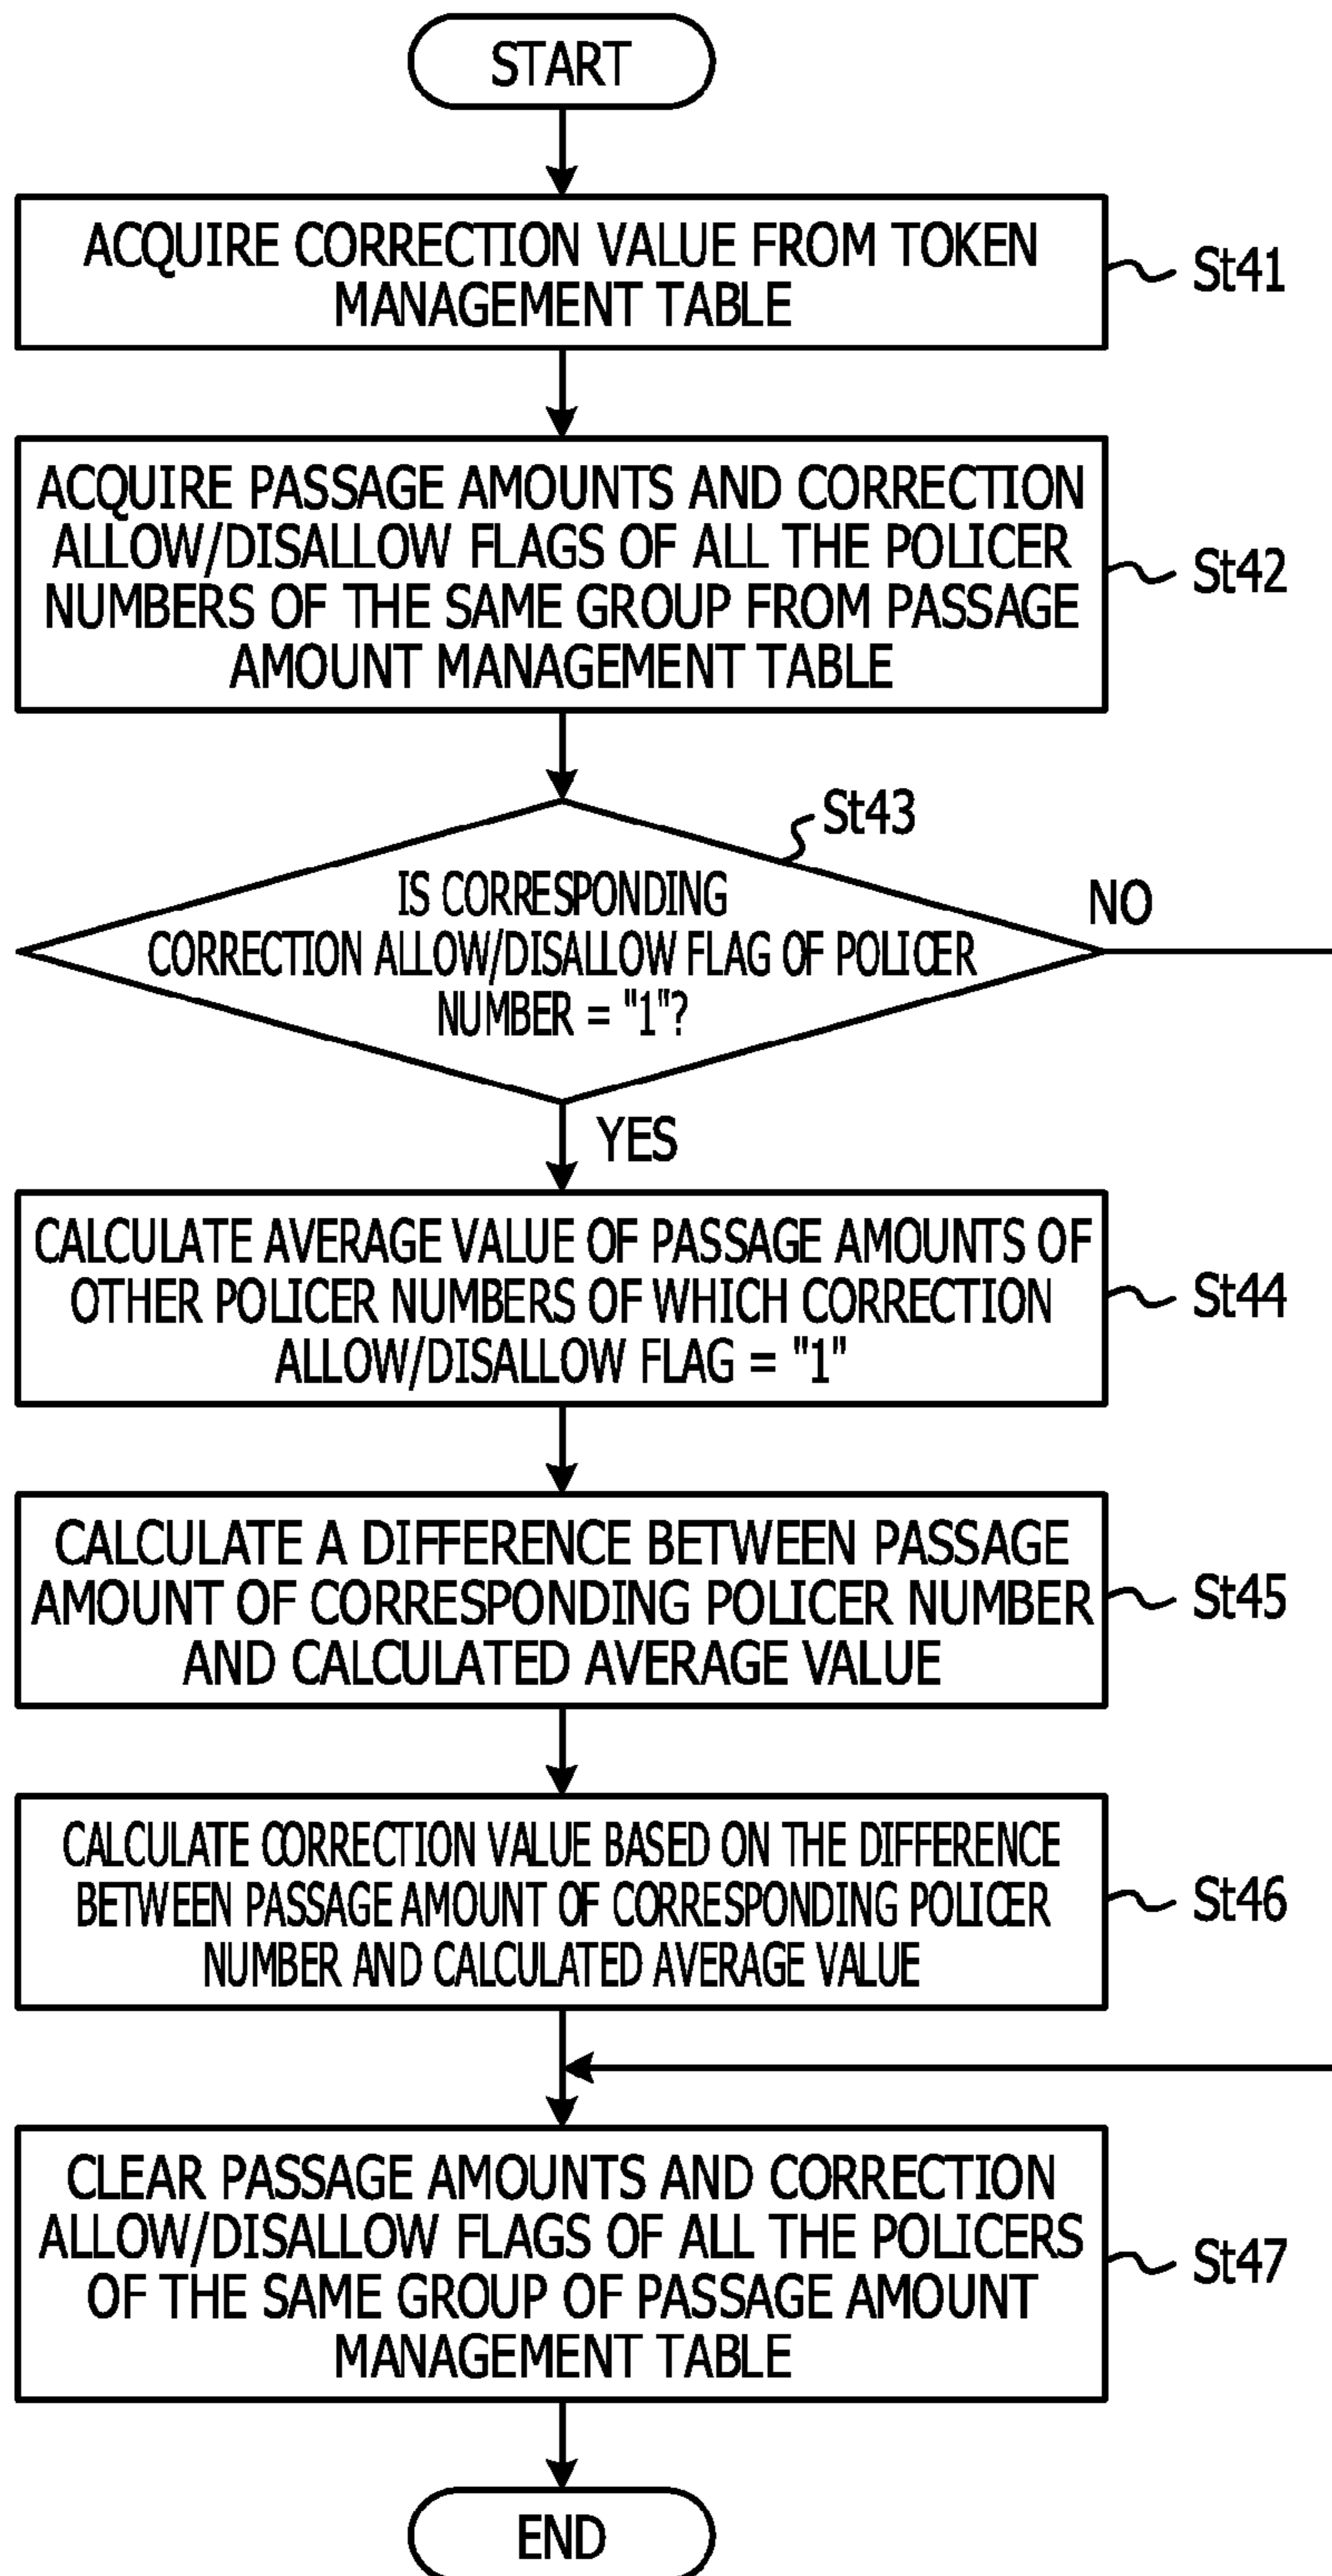 START
ACQUIRE CORRECTION VALUE FROM TOKEN
MANAGEMENT TABLE
St41
ACQUIRE PASSAGE AMOUNTS AND CORRECTION
ALLOW/DISALLOW FLAGS OF ALL THE POLICER
NUMBERS OF THE SAME GROUP FROM PASSAGE
AMOUNT MANAGEMENT TABLE
St42
St43
IS CORRESPONDING
CORRECTION ALLOW/DISALLOW FLAG OF POLICER
NUMBER = "1"?
NO
YES
CALCULATE AVERAGE VALUE OF PASSAGE AMOUNTS OF
OTHER POLICER NUMBERS OF WHICH CORRECTION
ALLOW/DISALLOW FLAG = "1"
St44
CALCULATE A DIFFERENCE BETWEEN PASSAGE
AMOUNT OF CORRESPONDING POLICER NUMBER
AND CALCULATED AVERAGE VALUE
St45
CALCULATE CORRECTION VALUE BASED ON THE DIFFERENCE
BETWEEN PASSAGE AMOUNT OF CORRESPONDING POLICER
NUMBER AND CALCULATED AVERAGE VALUE
St46
CLEAR PASSAGE AMOUNTS AND CORRECTION
ALLOW/DISALLOW FLAGS OF ALL THE POLICERS
OF THE SAME GROUP OF PASSAGE AMOUNT
MANAGEMENT TABLE
St47
END